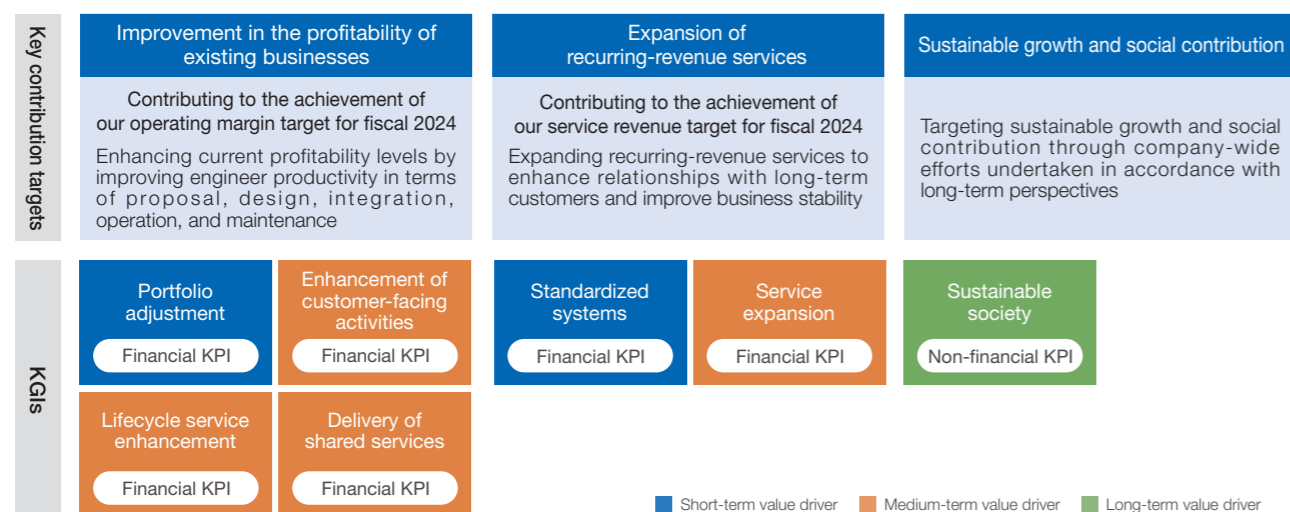 Key contribution targets
Improvement in the profitability of
existing businesses
Contributing to the achievement of
our operating margin target for fiscal 2024
Enhancing current profitability levels by
improving engineer productivity in terms
of proposal, design, integration,
operation, and maintenance
Expansion of
recurring-revenue services
Contributing to the achievement of
our service revenue target for fiscal 2024
Expanding recurring-revenue services to
enhance relationships with long-term
customers and improve business stability
Sustainable growth and social contribution
Targeting sustainable growth and social
contribution through company-wide
efforts undertaken in accordance with
long-term perspectives
KGIs
Portfolio
adjustment
Financial KPI
Enhancement of
customer-facing
activities
Financial KPI
Standardized
systems
Financial KPI
Service
expansion
Financial KPI
Sustainable
society
Non-financial KPI
Lifecycle service
enhancement
Financial KPI
Delivery of
shared services
Financial KPI
Short-term value driver
Medium-term value driver
Long-term value driver